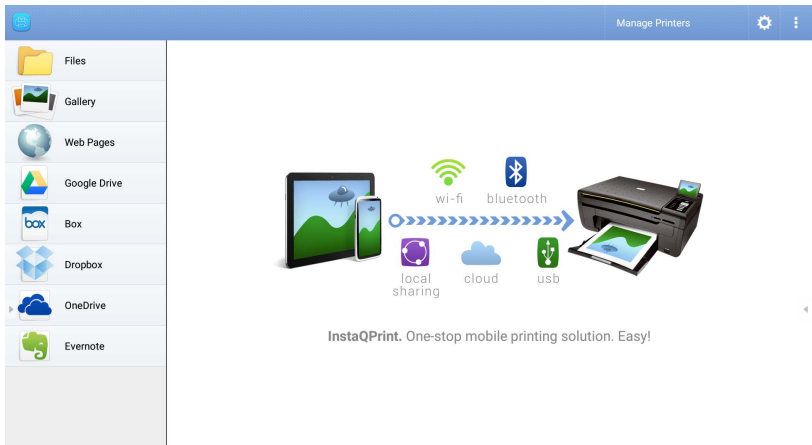 Manage Printers
Files
Gallery
Web Pages
Google Drive
box
Box
Dropbox
OneDrive
Evernote
wi-fi
bluetooth
local
sharing
cloud
usb
InstaQPrint. One-stop mobile printing solution. Easy!